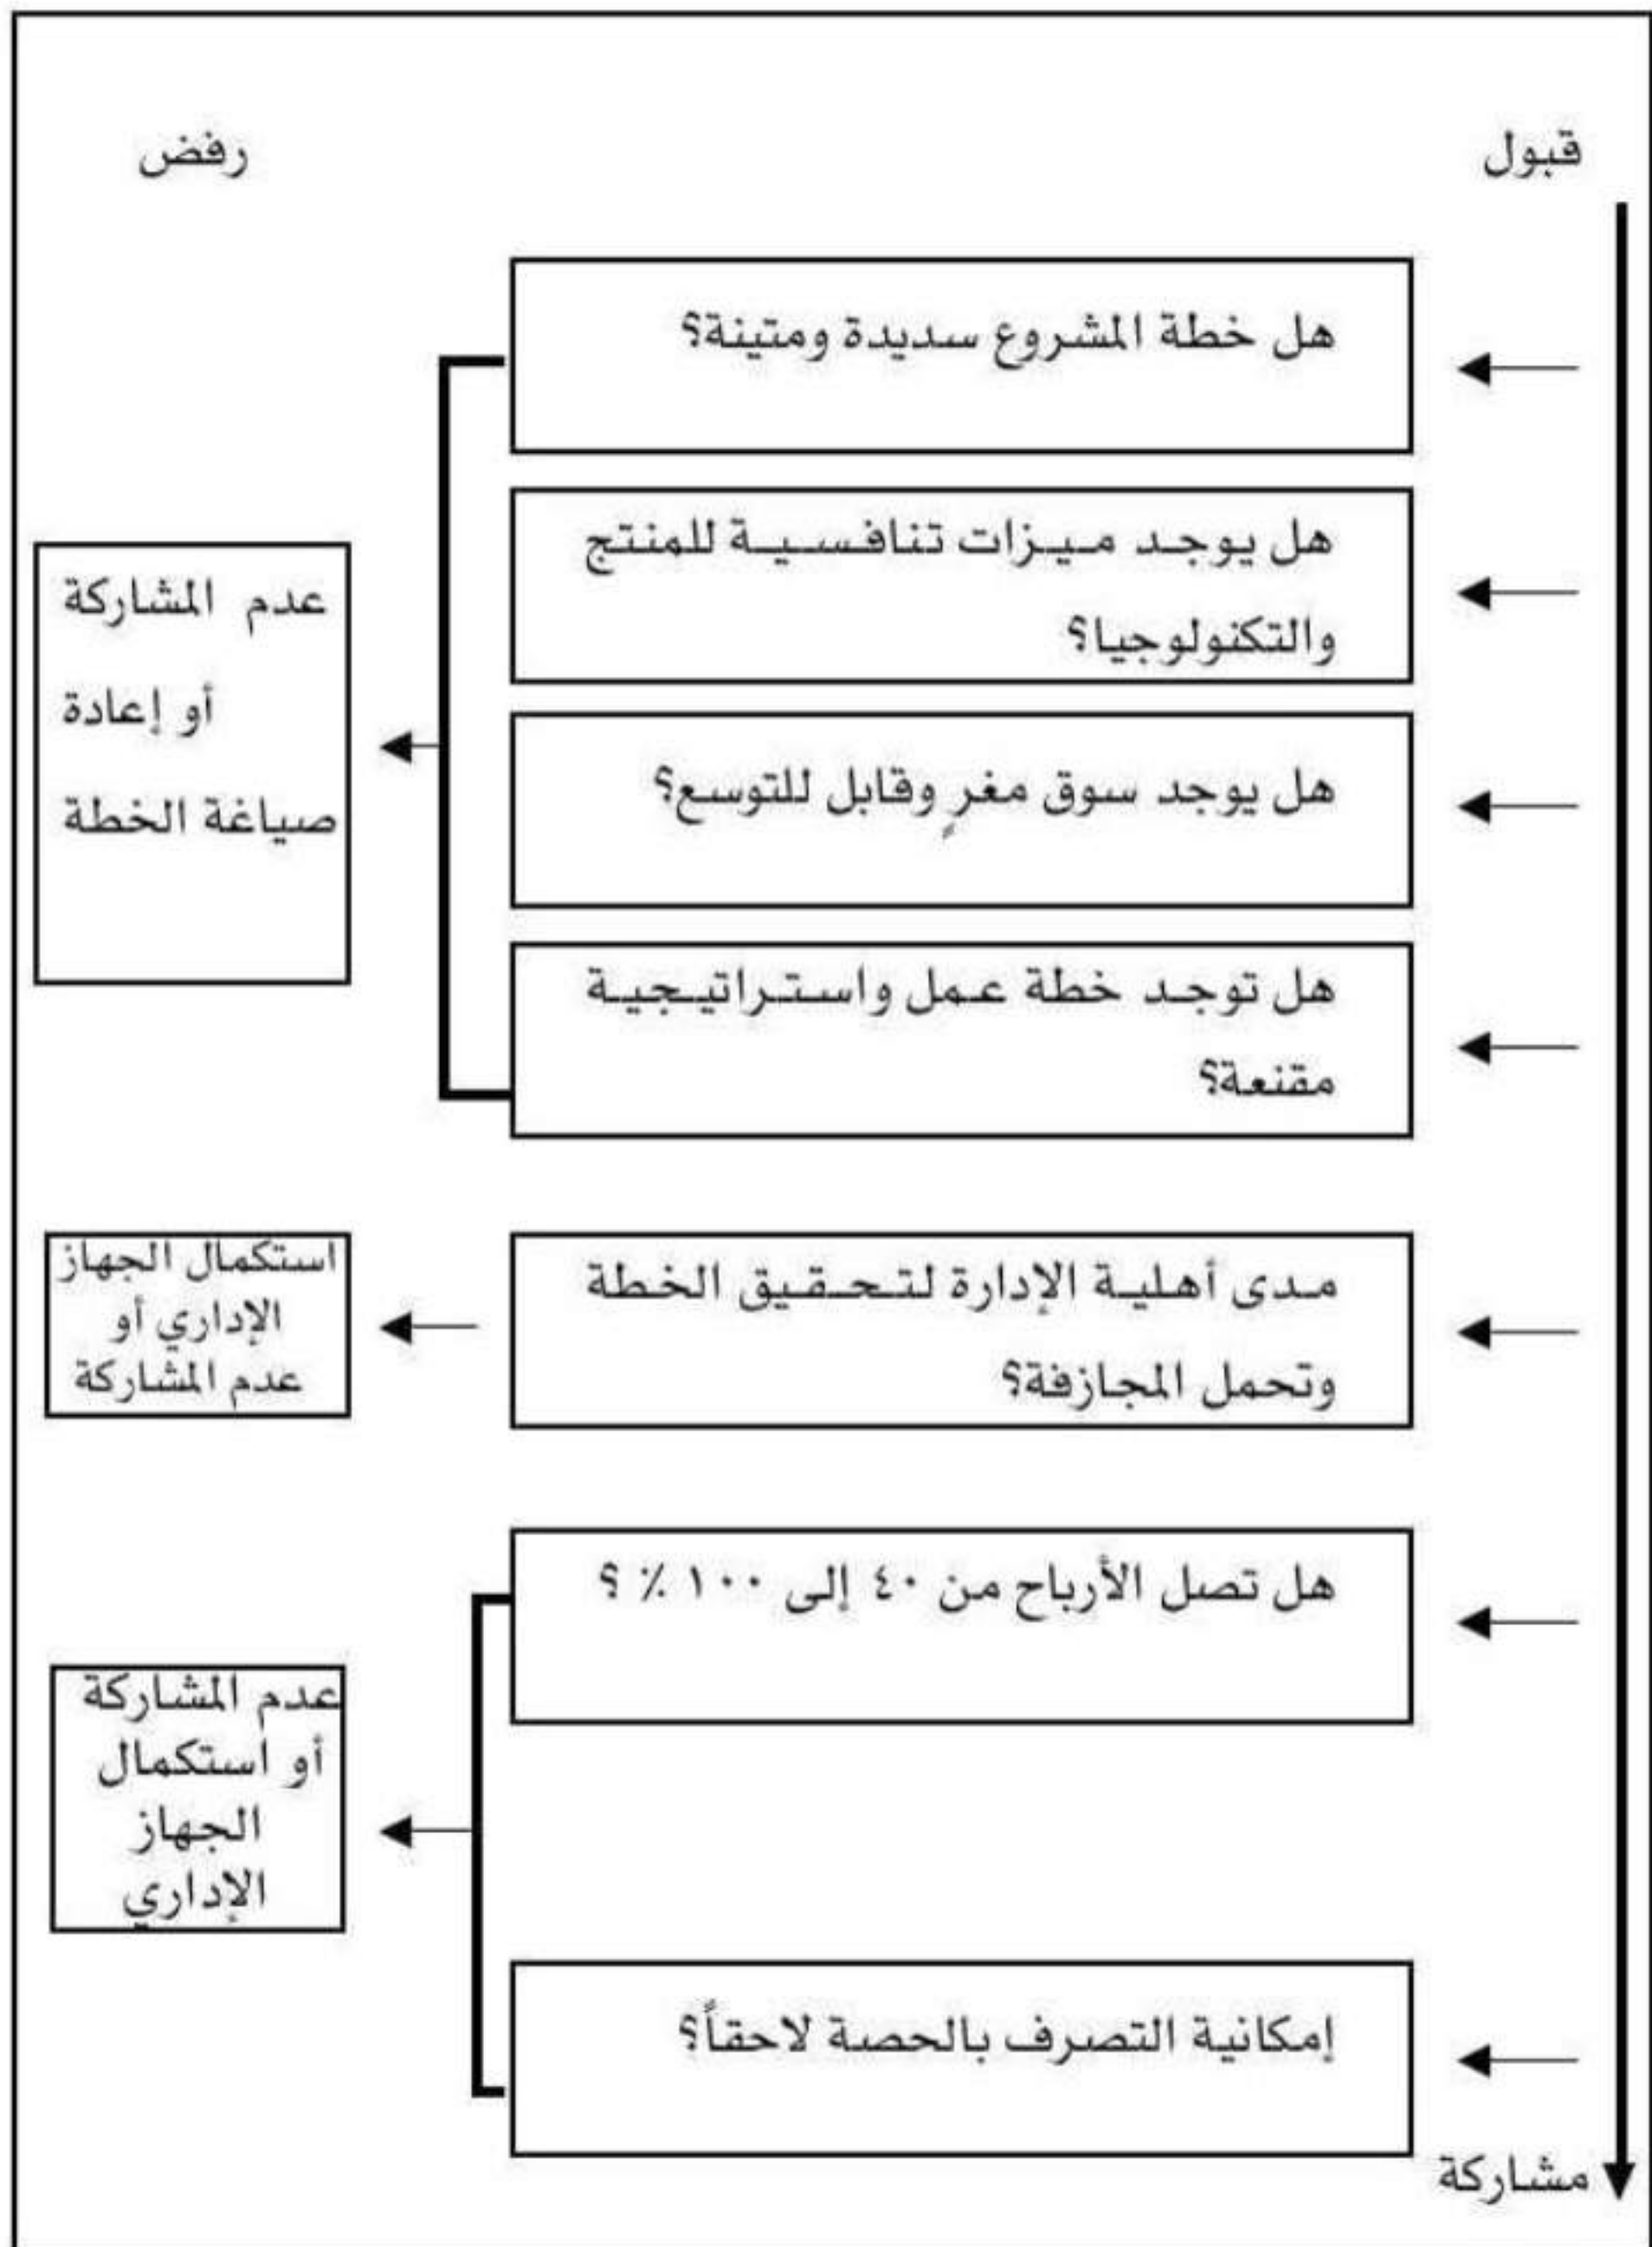 قبول
رفض
هل خطة المشروع سديدة ومتينة؟
هل يوجد ميزات تنافسية للمنتج
والتكنولوجيا؟
هل يوجد سوق مغرٍ وقابل للتوسع؟
هل توجد خطة عمل واستراتيجية
مقنعة؟
عدم المشاركة
أو إعادة
صياغة الخطة
مدى أهلية الإدارة لتحقيق الخطة
وتحمل المجازفة؟
استكمال الجهاز
الإداري أو
عدم المشاركة
هل تصل الأرباح من ٤٠ إلى ١٠٠ ٪ ؟
إمكانية التصرف بالحصة لاحقاً؟
عدم المشاركة
أو استكمال
الجهاز
الإداري
مشاركة